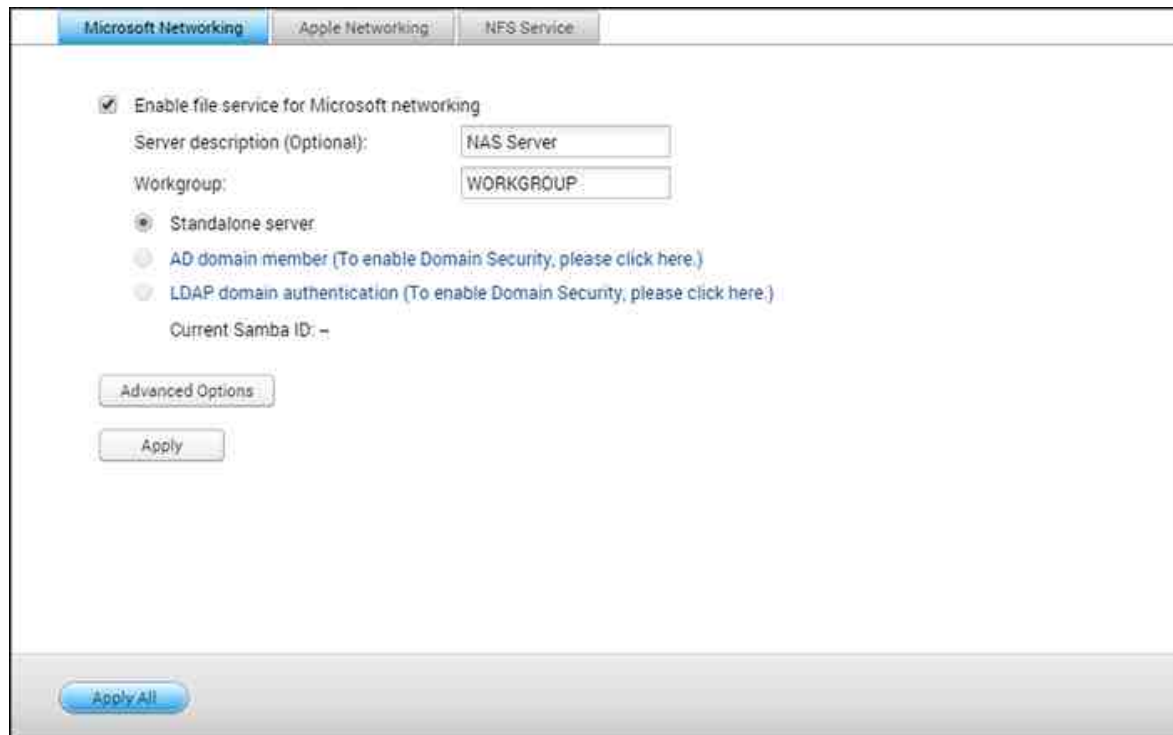 Microsoft Networking Apple Networking NFS Service
Enable file service for Microsoft networking
Server description (Optional): NAS Server
Workgroup: WORKGROUP
Standalone server
AD domain member (To enable Domain Security, please click here.)
LDAP domain authentication (To enable Domain Security, please click here.)
Current Samba ID: --
Advanced Options
Apply
Apply All